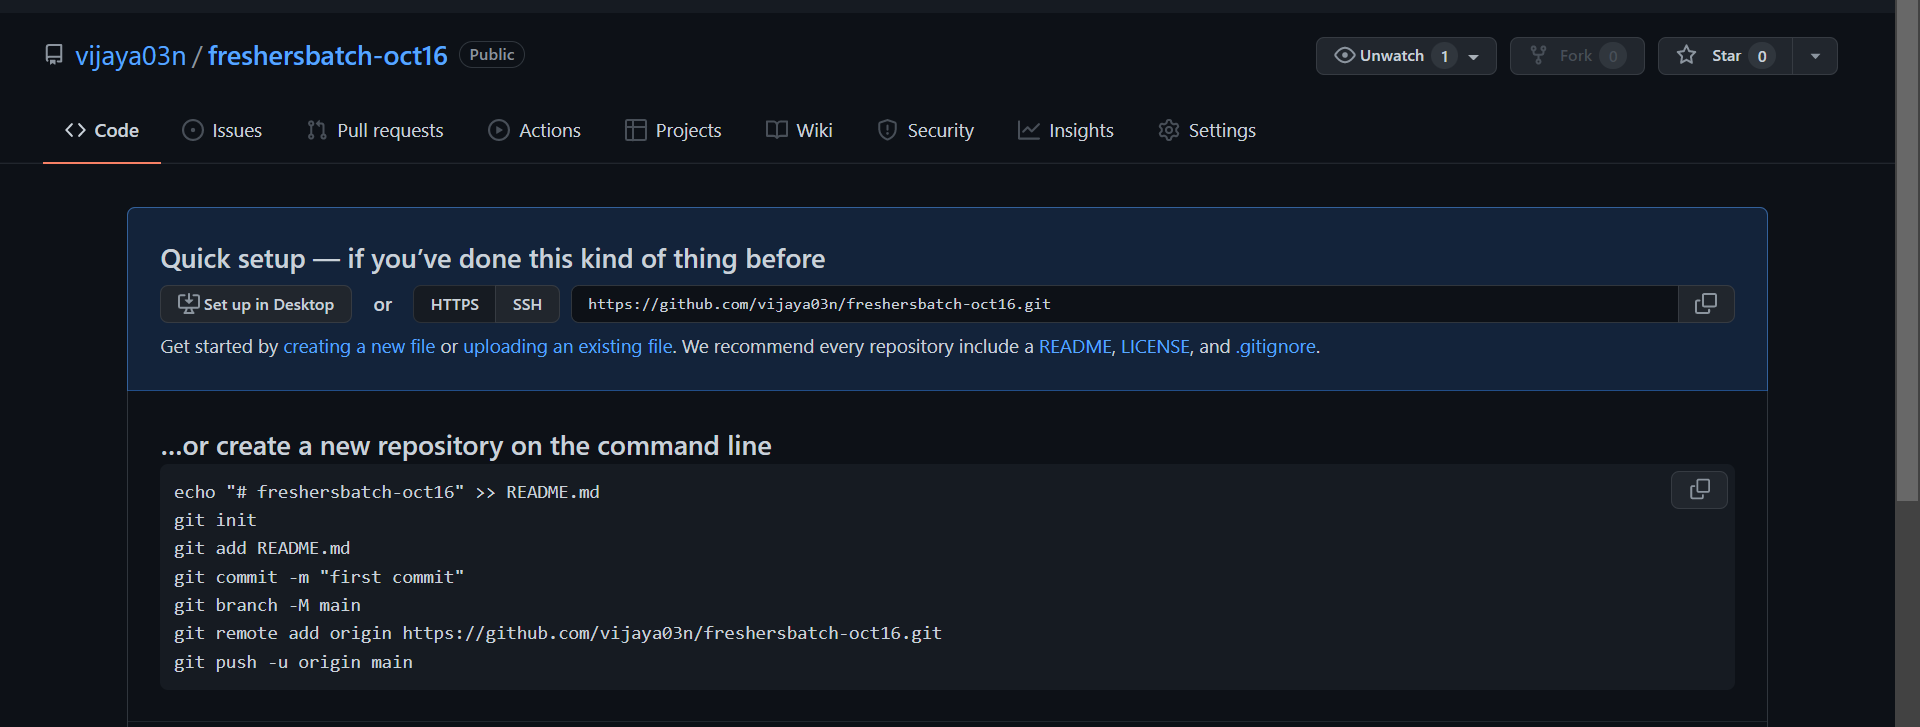 vijaya03n / freshersbatch-oct16 Public
Unwatch 1 Fork 0 Star 0
Code Issues Pull requests Actions Projects Wiki Security Insights Settings
Quick setup — if you’ve done this kind of thing before
Set up in Desktop or HTTPS SSH https://github.com/vijaya03n/freshersbatch-oct16.git
Get started by creating a new file or uploading an existing file. We recommend every repository include a README, LICENSE, and .gitignore.
…or create a new repository on the command line
echo "# freshersbatch-oct16" >> README.md
git init
git add README.md
git commit -m "first commit"
git branch -M main
git remote add origin https://github.com/vijaya03n/freshersbatch-oct16.git
git push -u origin main